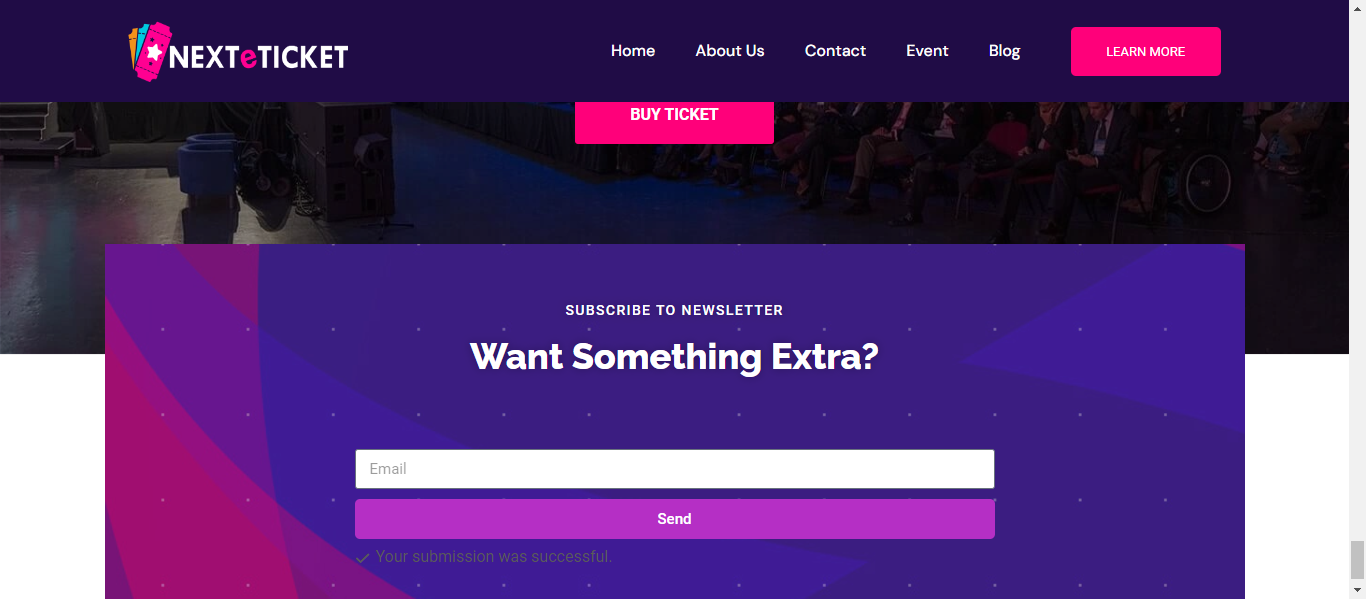 NEXTeTICKET
Home
About Us
Contact
Event
Blog
LEARN MORE
BUY TICKET
SUBSCRIBE TO NEWSLETTER
Want Something Extra?
Email
Send
Your submission was successful.